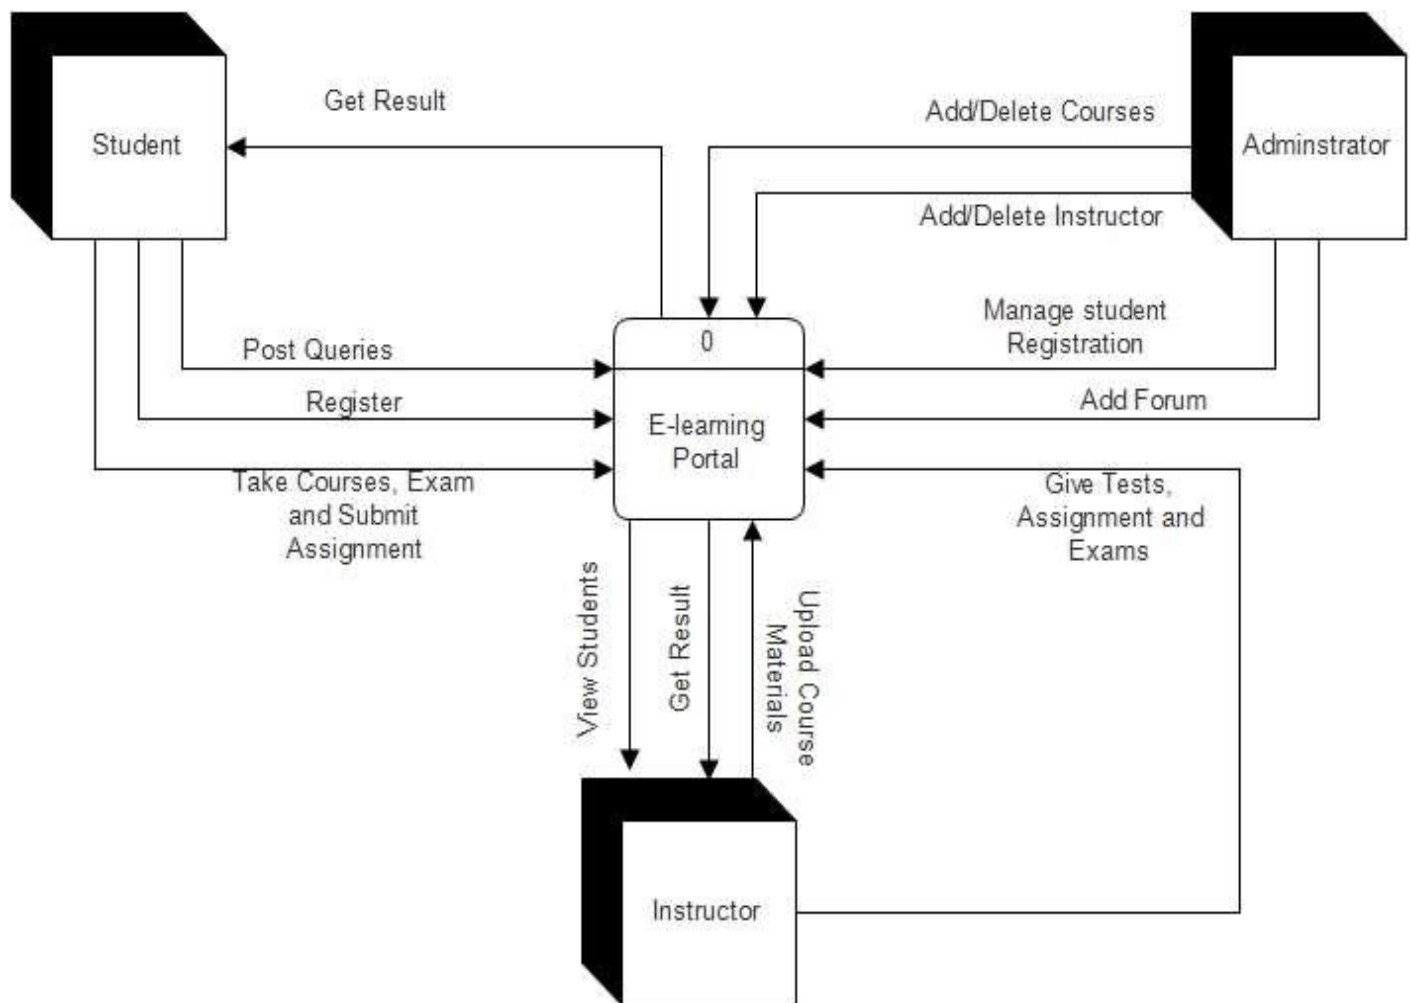 Get Result
Add/Delete Courses
Student
Adminstrator
Add/Delete Instructor
Manage student
Registration
0
Post Queries
Register
Add Forum
E-learning
Portal
Take Courses, Exam
and Submit
Assignment
Give Tests,
Assignment and
Exams
View Students
Get Result
Upload Course
Materials
Instructor